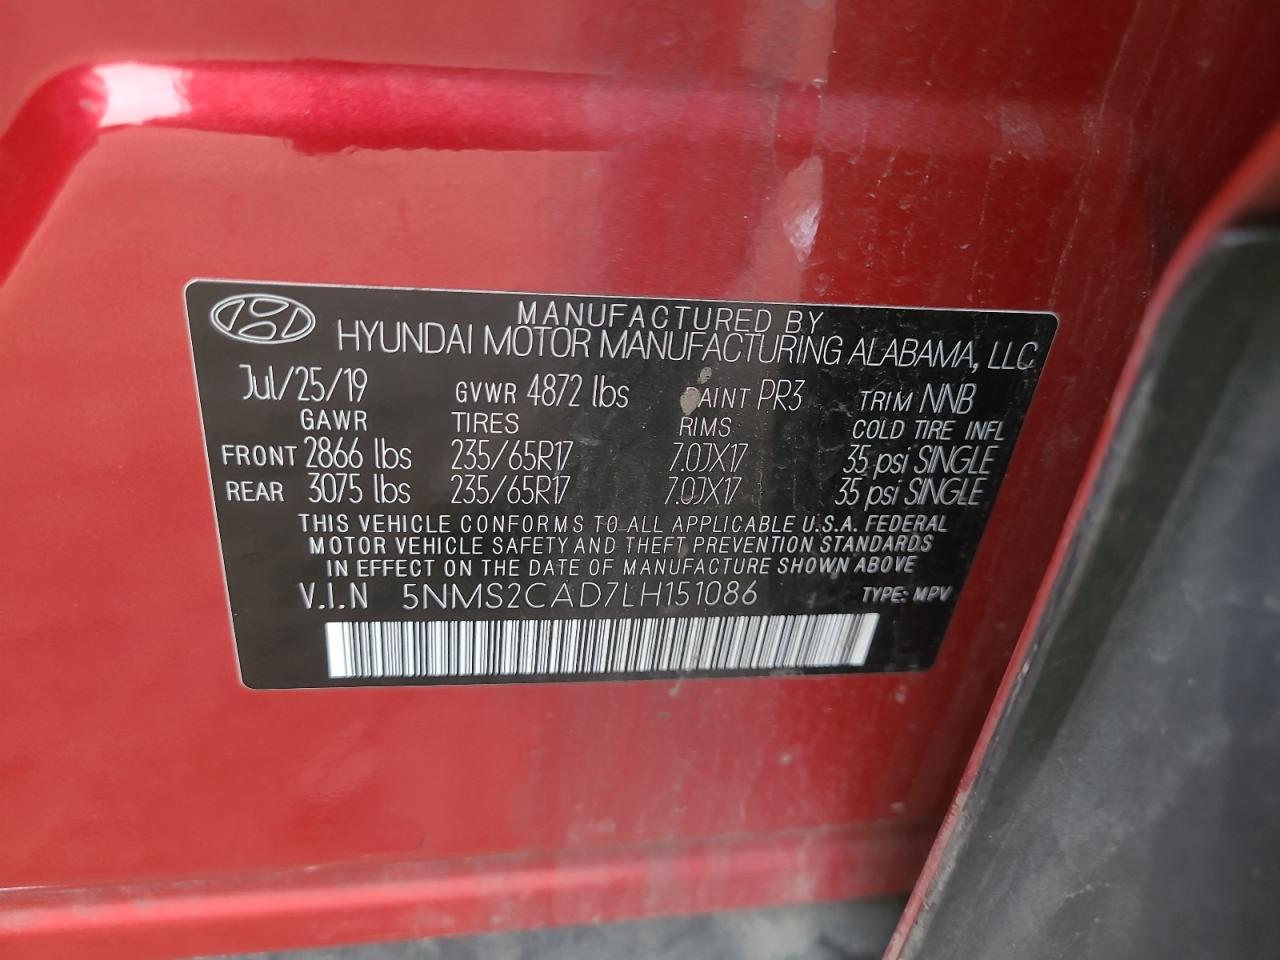 MANUFACTURED BY
HYUNDAI MOTOR MANUFACTURING ALABAMA, LLC
Jul/25/19 GVWR 4872 lbs PAINT PR3 TRIM NNB
GAWR TIRES RIMS COLD TIRE INFL
FRONT 2866 lbs 235/65R17 7.0JX17 35 psi SINGLE
REAR 3075 lbs 235/65R17 7.0JX17 35 psi SINGLE
THIS VEHICLE CONFORMS TO ALL APPLICABLE U.S.A. FEDERAL
MOTOR VEHICLE SAFETY AND THEFT PREVENTION STANDARDS
IN EFFECT ON THE DATE OF MANUFACTURE SHOWN ABOVE
V.I.N 5NMS2CAD7LH151086 TYPE: MPV